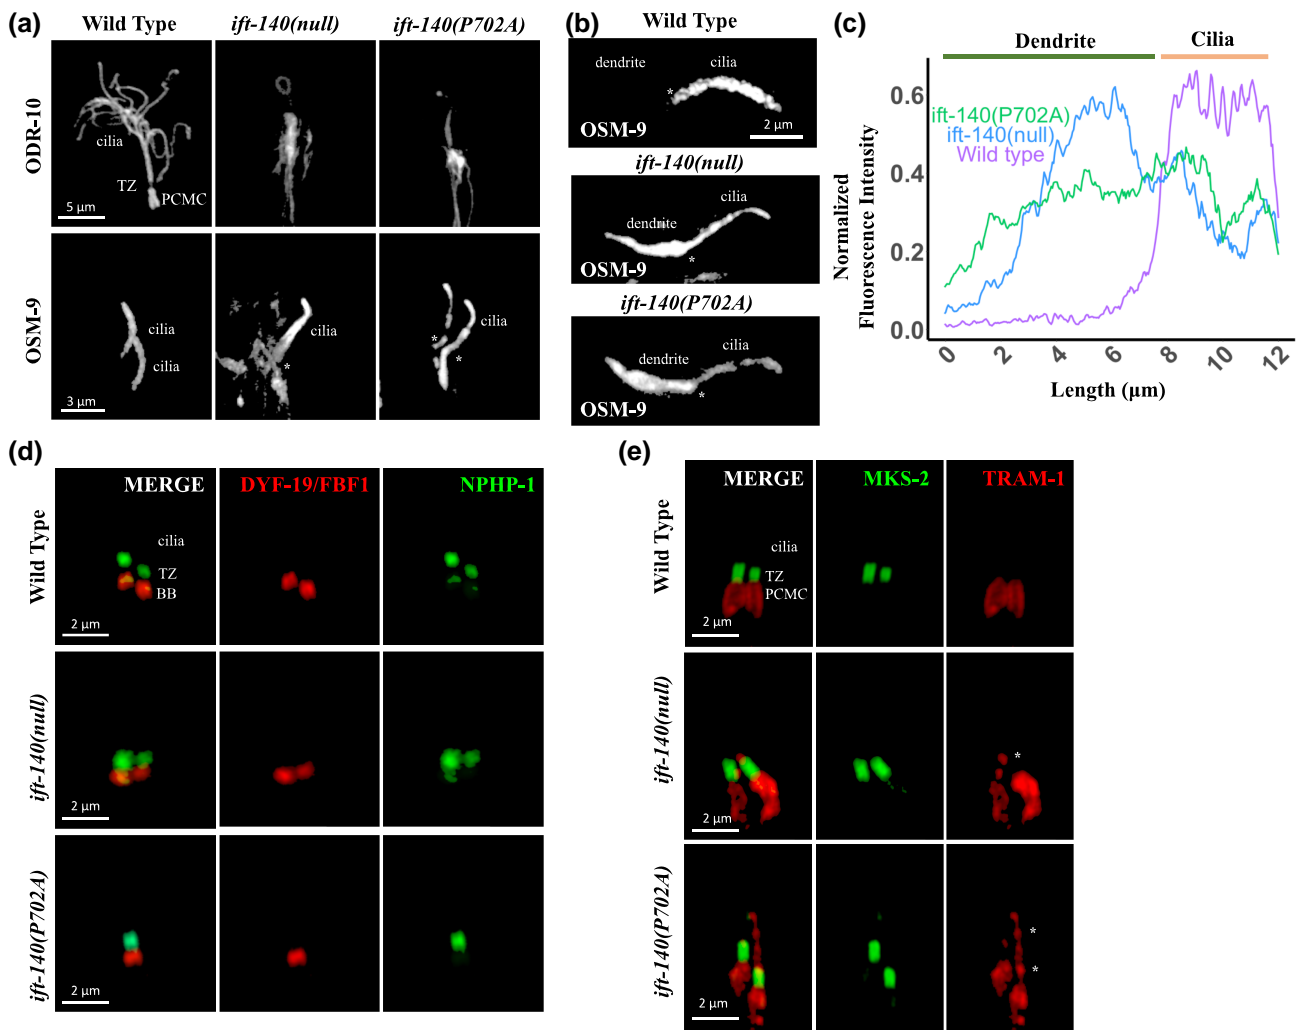 (a)
Wild Type
ift-140(null)
ift-140(P702A)
ODR-10
cilia
TZ
PCMC
5 µm
OSM-9
cilia
cilia
3 µm
cilia
*
cilia
*
*
(b)
Wild Type
dendrite
cilia
*
OSM-9
2 µm
ift-140(null)
cilia
dendrite
OSM-9
*
ift-140(P702A)
cilia
dendrite
OSM-9
*
(c)
Dendrite
Cilia
Normalized
Fluorescence Intensity
0.6
0.4
0.2
0.0
ift-140(P702A)
ift-140(null)
Wild type
0
2
4
6
8
10
12
Length (µm)
(d)
Wild Type
MERGE
DYF-19/FBF1
NPHP-1
cilia
TZ
BB
2 µm
ift-140(null)
2 µm
ift-140(P702A)
2 µm
(e)
Wild Type
MERGE
MKS-2
TRAM-1
cilia
TZ
PCMC
2 µm
ift-140(null)
*
2 µm
ift-140(P702A)
*
*
2 µm